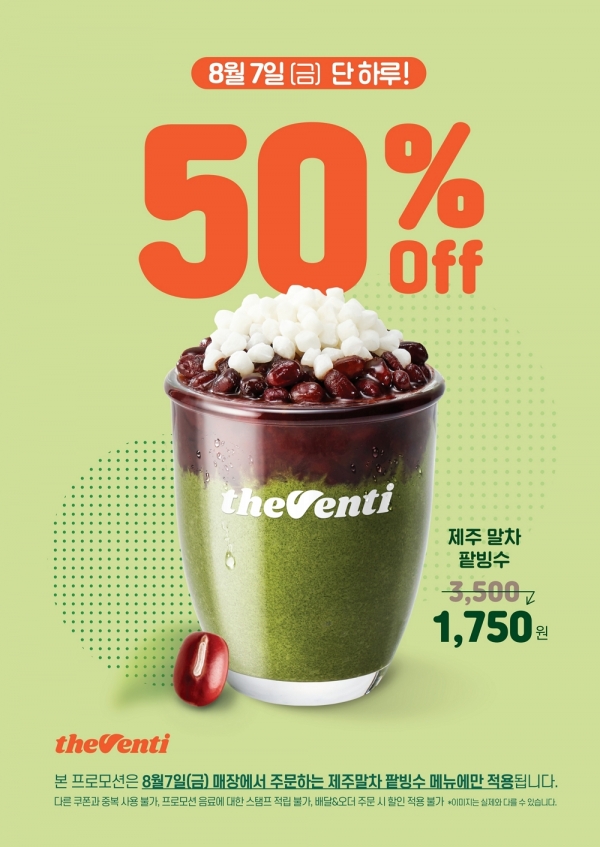 8월 7일 (금) 단 하루!
50%
Off
theVenti
제주 말차
팥빙수
3,500
1,750원
theVenti
본 프로모션은 8월7일(금) 매장에서 주문하는 제주말차 팥빙수 메뉴에만 적용됩니다.
다른 쿠폰과 중복 사용 불가, 프로모션 음료에 대한 스탬프 적립 불가, 배달&오더 주문 시 할인 적용 불가 *이미지는 실제와 다를 수 있습니다.